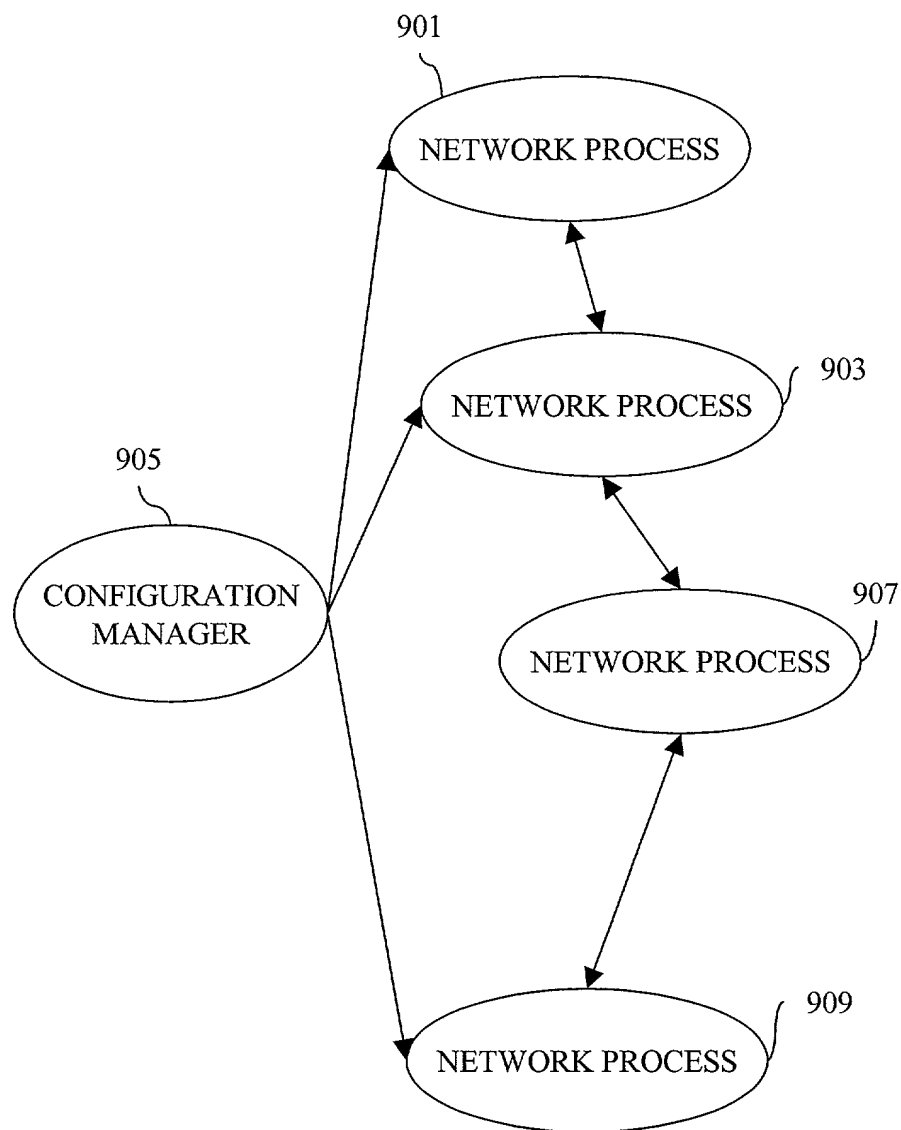 901
NETWORK PROCESS
903
NETWORK PROCESS
905
CONFIGURATION
MANAGER
907
NETWORK PROCESS
909
NETWORK PROCESS